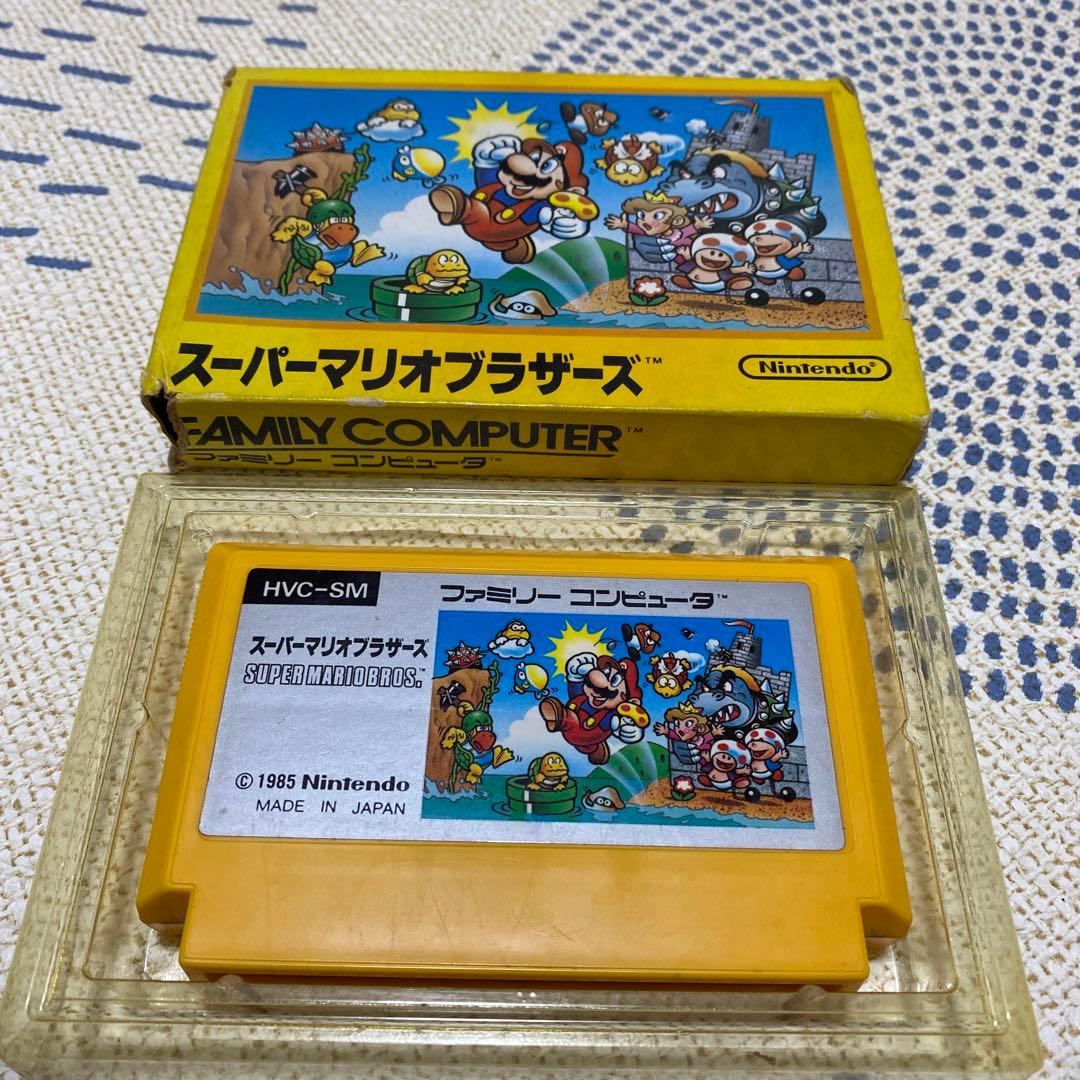 スーパーマリオブラザーズ™
Nintendo®
FAMILY COMPUTER™
ファミリー コンピュータ™
HVC-SM
ファミリー コンピュータ™
スーパーマリオブラザーズ
SUPER MARIO BROS.™
© 1985 Nintendo
MADE IN JAPAN